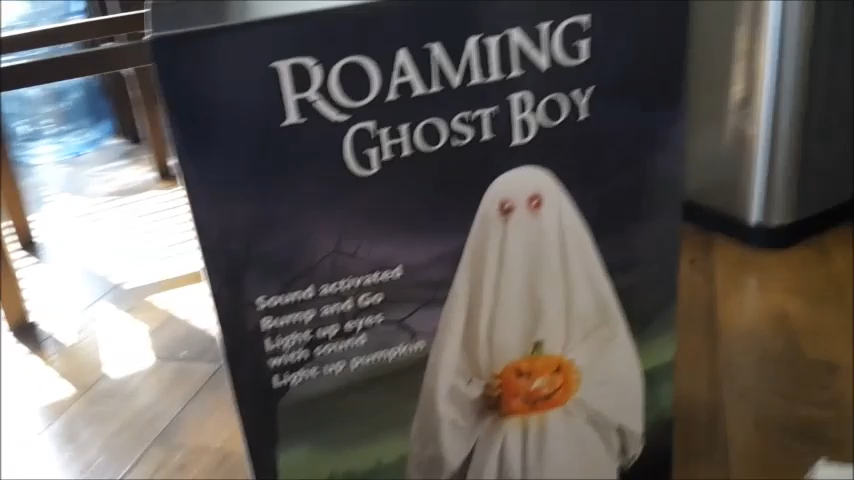 ROAMING
GHOST BOY
Sound activated
Bump and Go
Light up eyes
with sound
Light up pumpkin